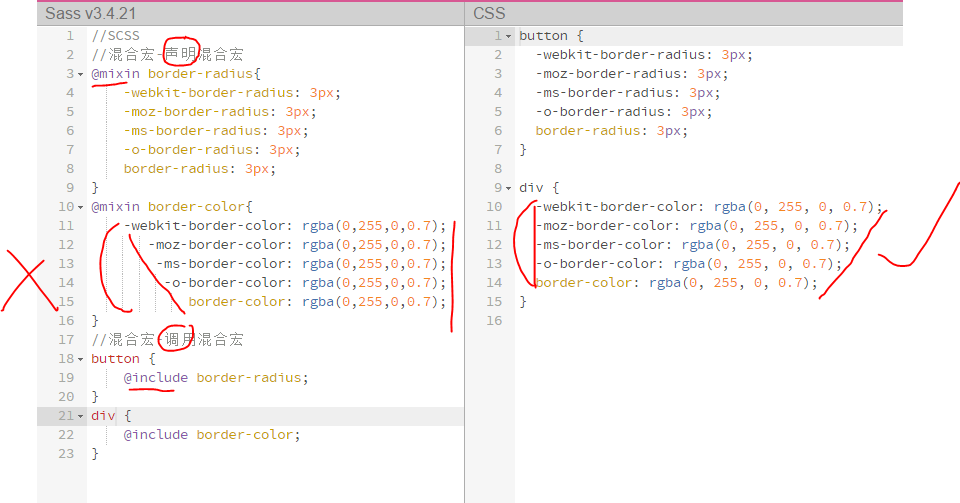 Sass v3.4.21
1 //SCSS
2 //混合宏-声明混合宏
3 @mixin border-radius{
4 -webkit-border-radius: 3px;
5 -moz-border-radius: 3px;
6 -ms-border-radius: 3px;
7 -o-border-radius: 3px;
8 border-radius: 3px;
9 }
10 @mixin border-color{
11 -webkit-border-color: rgba(0,255,0,0.7);
12 -moz-border-color: rgba(0,255,0,0.7);
13 -ms-border-color: rgba(0,255,0,0.7);
14 -o-border-color: rgba(0,255,0,0.7);
15 border-color: rgba(0,255,0,0.7);
16 }
17 //混合宏-调用混合宏
18 button {
19 @include border-radius;
20 }
21 div {
22 @include border-color;
23 }
CSS
1 button {
2 -webkit-border-radius: 3px;
3 -moz-border-radius: 3px;
4 -ms-border-radius: 3px;
5 -o-border-radius: 3px;
6 border-radius: 3px;
7 }
8
9 div {
10 -webkit-border-color: rgba(0, 255, 0, 0.7);
11 -moz-border-color: rgba(0, 255, 0, 0.7);
12 -ms-border-color: rgba(0, 255, 0, 0.7);
13 -o-border-color: rgba(0, 255, 0, 0.7);
14 border-color: rgba(0, 255, 0, 0.7);
15 }
16